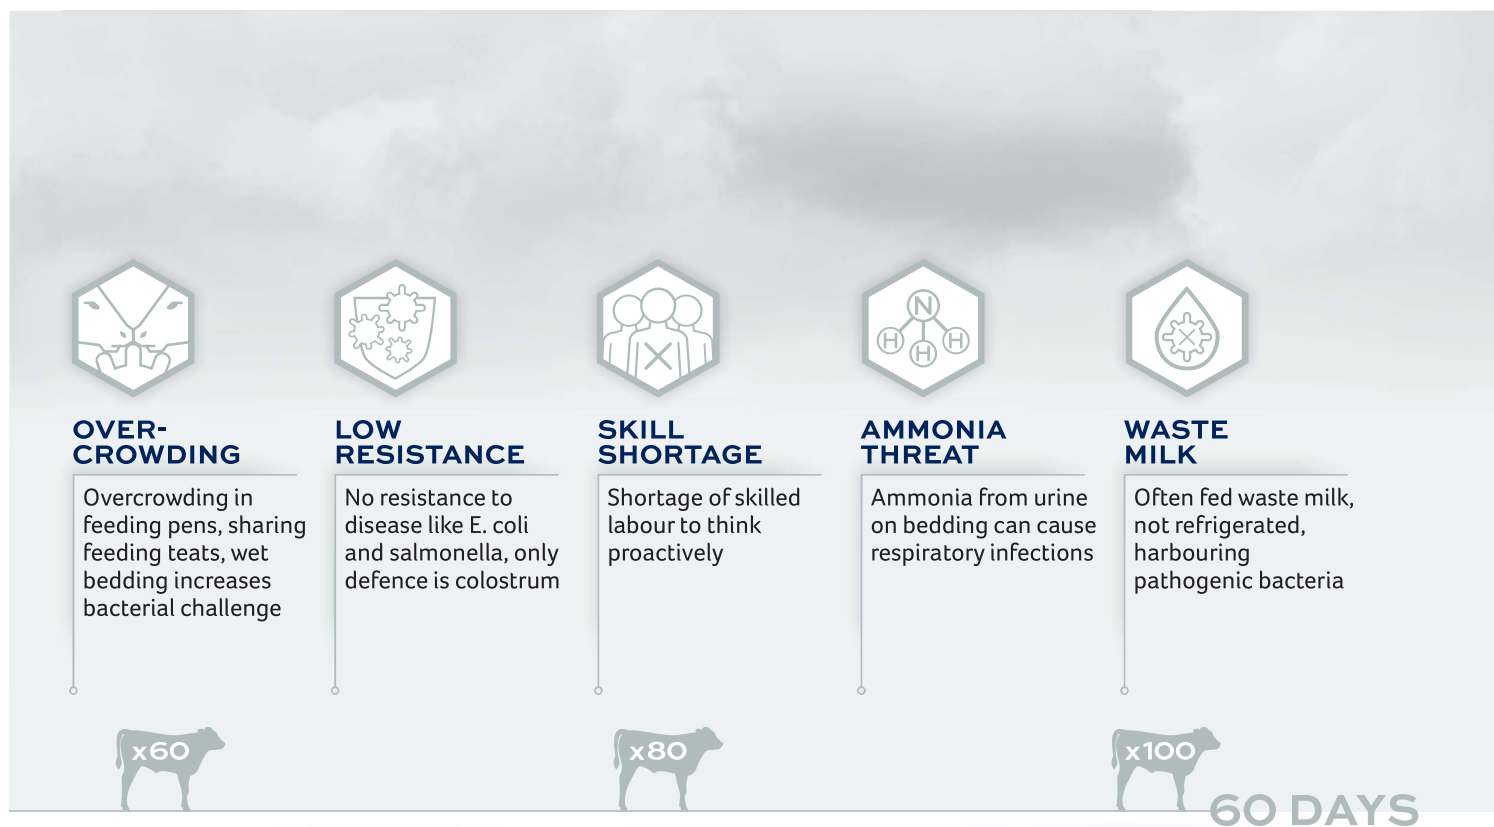 N
H
H
H
OVER-
CROWDING
Overcrowding in
feeding pens, sharing
feeding teats, wet
bedding increases
bacterial challenge
LOW
RESISTANCE
No resistance to
disease like E. coli
and salmonella, only
defence is colostrum
SKILL
SHORTAGE
Shortage of skilled
labour to think
proactively
AMMONIA
THREAT
Ammonia from urine
on bedding can cause
respiratory infections
WASTE
MILK
Often fed waste milk,
not refrigerated,
harbouring
pathogenic bacteria
x60
x80
x100
60 DAYS